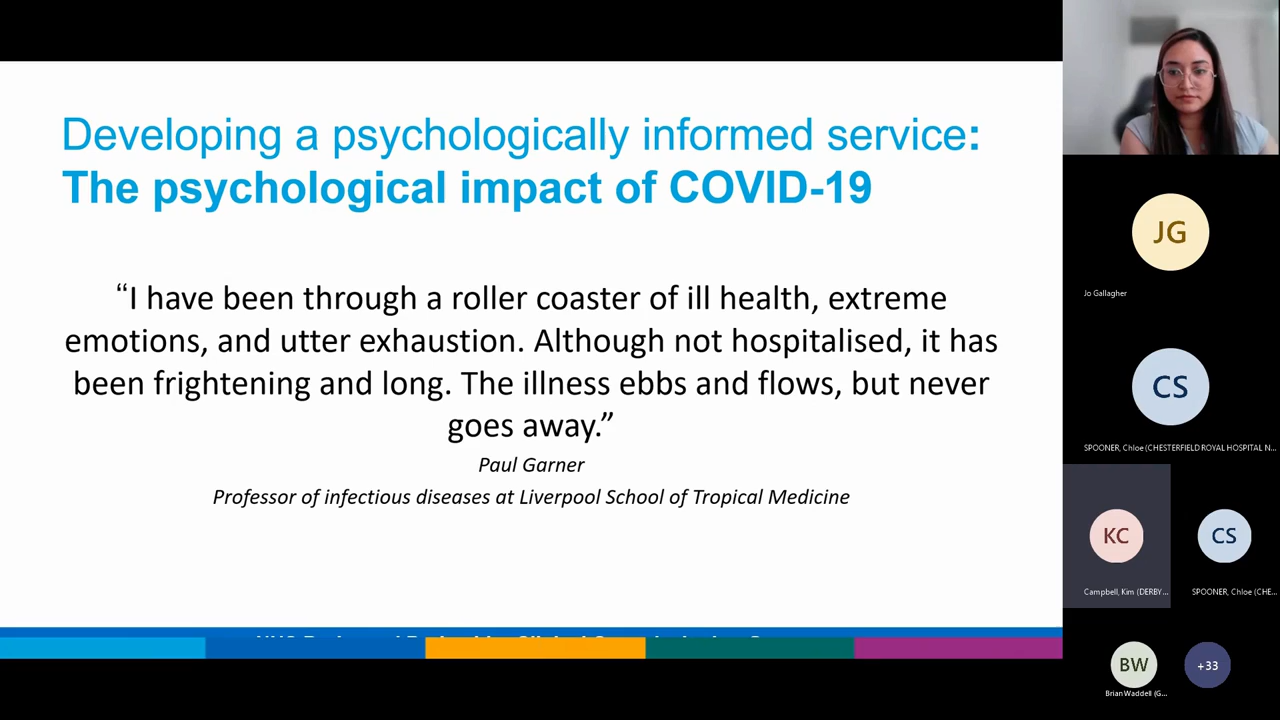 Developing a psychologically informed service:
The psychological impact of COVID-19
“I have been through a roller coaster of ill health, extreme
emotions, and utter exhaustion. Although not hospitalised, it has
been frightening and long. The illness ebbs and flows, but never
goes away.”
Paul Garner
Professor of infectious diseases at Liverpool School of Tropical Medicine
JG
Jo Gallagher
CS
SPOONER, Chloe (CHESTERFIELD ROYAL HOSPITAL N...
KC
CS
Campbell, Kim (DERBY...
SPOONER, Chloe (CHE...
BW
+33
Brian Waddell (G...